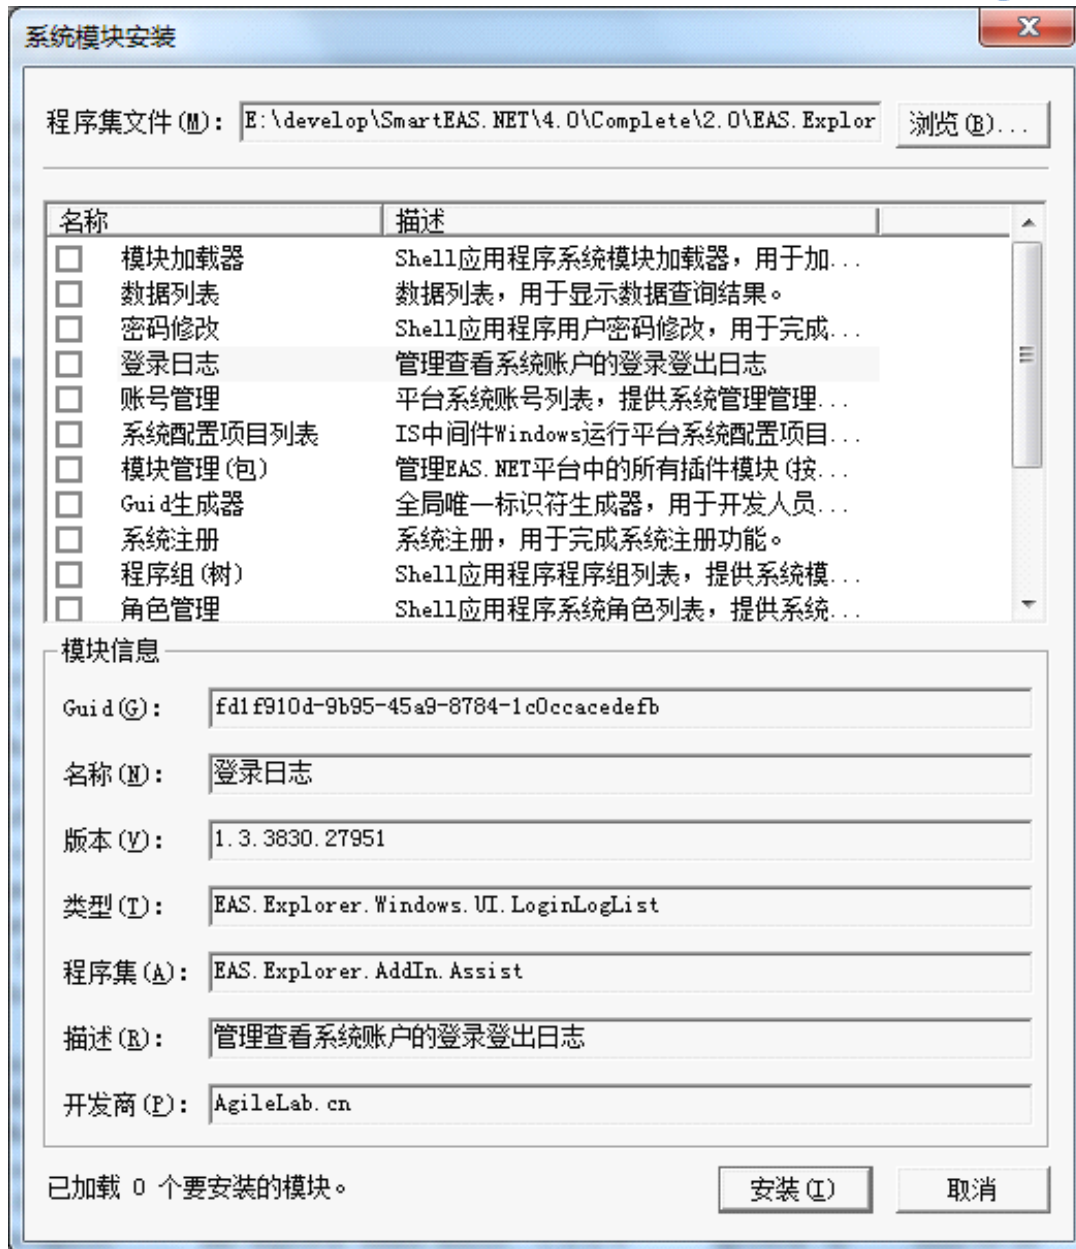 系统模块安装
程序集文件(M): E:\develop\SmartEAS.NET\4.0\Complete\2.0\EAS.Explor 浏览(B)...
名称 描述
模块加载器 Shell应用程序系统模块加载器，用于加...
数据列表 数据列表，用于显示数据查询结果。
密码修改 Shell应用程序用户密码修改，用于完成...
登录日志 管理查看系统账户的登录登出日志
账号管理 平台系统账号列表，提供系统管理管理...
系统配置项目列表 IS中间件Windows运行平台系统配置项目...
模块管理(包) 管理EAS.NET平台中的所有插件模块(按...
Guid生成器 全局唯一标识符生成器，用于开发人员...
系统注册 系统注册，用于完成系统注册功能。
程序组(树) Shell应用程序程序组列表，提供系统模...
角色管理 Shell应用程序系统角色列表，提供系统...
模块信息
Guid(G): fd1f910d-9b95-45a9-8784-1c0ccacedefb
名称(N): 登录日志
版本(V): 1.3.3830.27951
类型(T): EAS.Explorer.Windows.UI.LoginLogList
程序集(A): EAS.Explorer.AddIn.Assist
描述(R): 管理查看系统账户的登录登出日志
开发商(P): AgileLab.cn
已加载 0 个要安装的模块。 安装(I) 取消